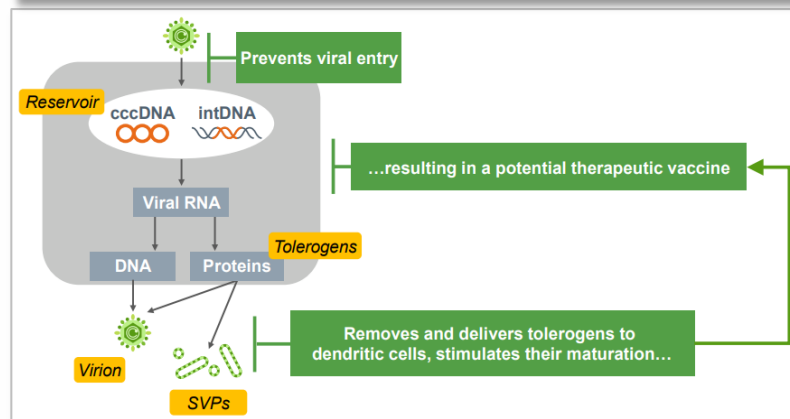 Prevents viral entry
Reservoir
cccDNA
intDNA
…resulting in a potential therapeutic vaccine
Viral RNA
Tolerogens
DNA
Proteins
Removes and delivers tolerogens to
dendritic cells, stimulates their maturation…
Virion
SVPs